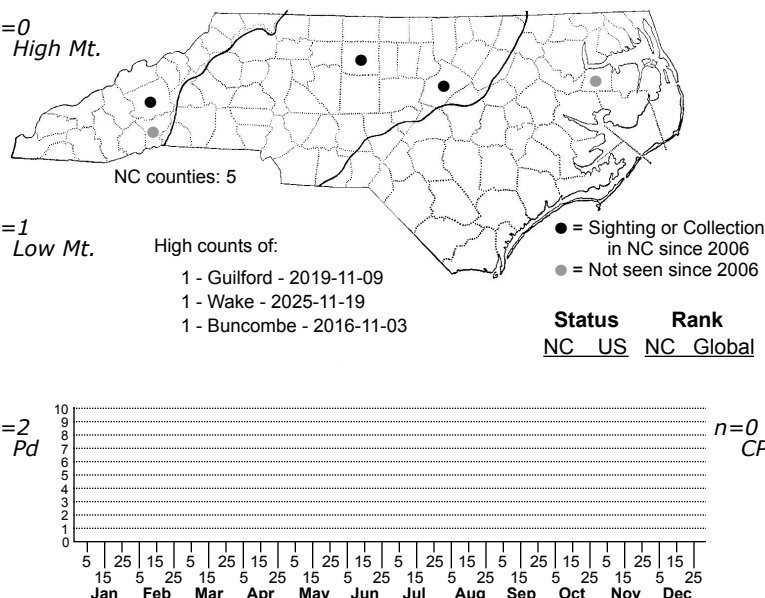 =0
High Mt.
NC counties: 5
=1
Low Mt.
High counts of:
1 - Guilford - 2019-11-09
1 - Wake - 2025-11-19
1 - Buncombe - 2016-11-03
= Sighting or Collection
in NC since 2006
= Not seen since 2006
Status Rank
NC US NC Global
=2
Pd
n=0
CP
10
9
8
7
6
5
4
3
2
1
0
5 25 15 5 25 15 5 25 15 5 25 15 5 25 15 5 25 15
15 5 25 15 5 25 15 5 25 15 5 25 15 5 25 15 5 25
Jan Feb Mar Apr May Jun Jul Aug Sep Oct Nov Dec